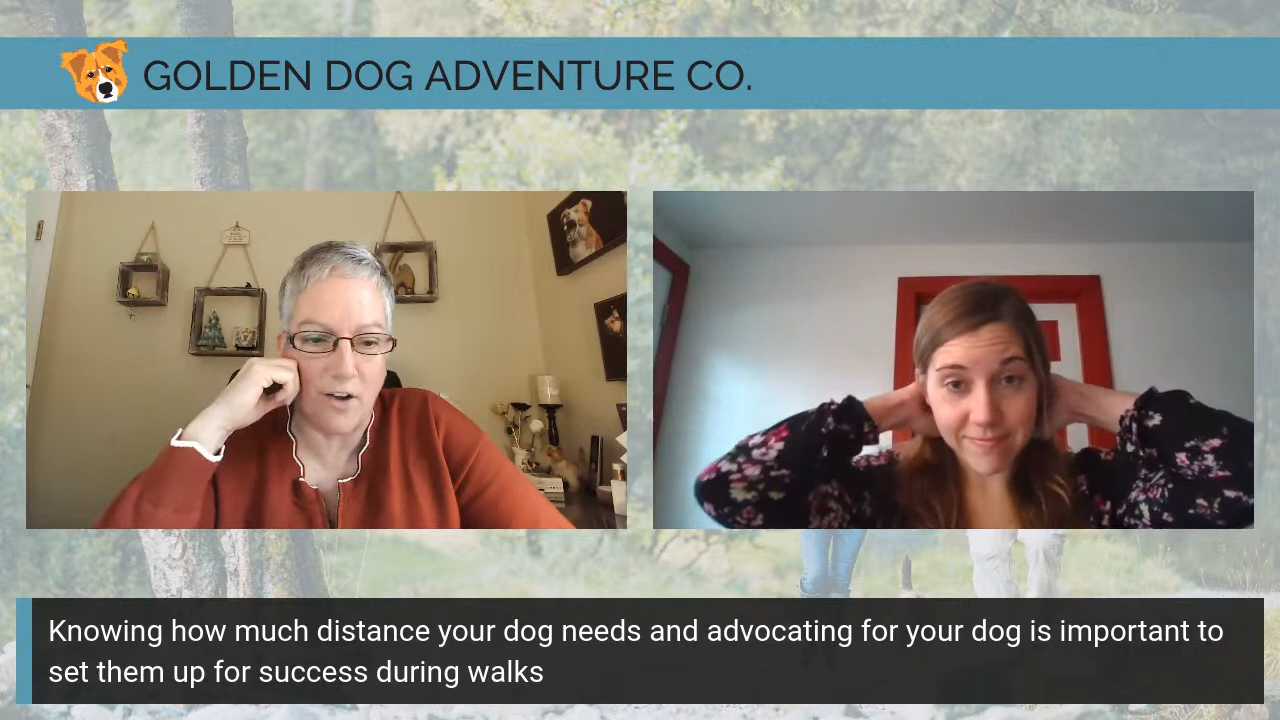 GOLDEN DOG ADVENTURE CO.
Knowing how much distance your dog needs and advocating for your dog is important to
set them up for success during walks